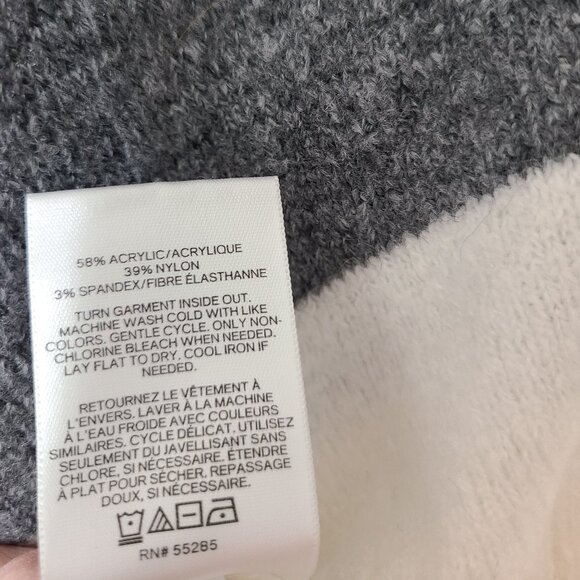 58% ACRYLIC/ACRYLIQUE
39% NYLON
3% SPANDEX/FIBRE ÉLASTHANNE
TURN GARMENT INSIDE OUT.
MACHINE WASH COLD WITH LIKE
COLORS. GENTLE CYCLE. ONLY NON-
CHLORINE BLEACH WHEN NEEDED.
LAY FLAT TO DRY. COOL IRON IF
NEEDED.
RETOURNEZ LE VÊTEMENT À
L'ENVERS. LAVER À LA MACHINE
À L'EAU FROIDE AVEC COULEURS
SIMILAIRES. CYCLE DÉLICAT. UTILISEZ
SEULEMENT DU JAVELLISANT SANS
CHLORE, SI NÉCESSAIRE. ÉTENDRE
À PLAT POUR SÉCHER. REPASSAGE
DOUX, SI NÉCESSAIRE.
RN# 55285